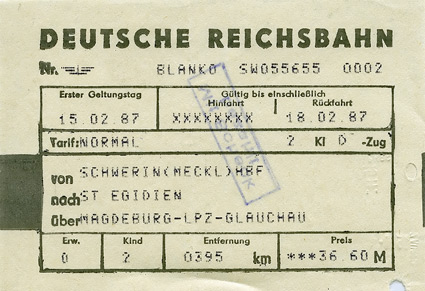 DEUTSCHE REICHSBAHN
Nr. BLANKO SW055655 0002
Erster Geltungstag Gültig bis einschließlich
Hinfahrt Rückfahrt
15.02.87 XXXXXXXX 18.02.87
Tarif: NORMAL 2 Kl D -Zug
von SCHWERIN(MECKL)HBF
nach ST EGIDIEN
über MAGDEBURG-LPZ-GLAUCHAU
Erw. Kind Entfernung Preis
0 2 0395 km ***36.60 M